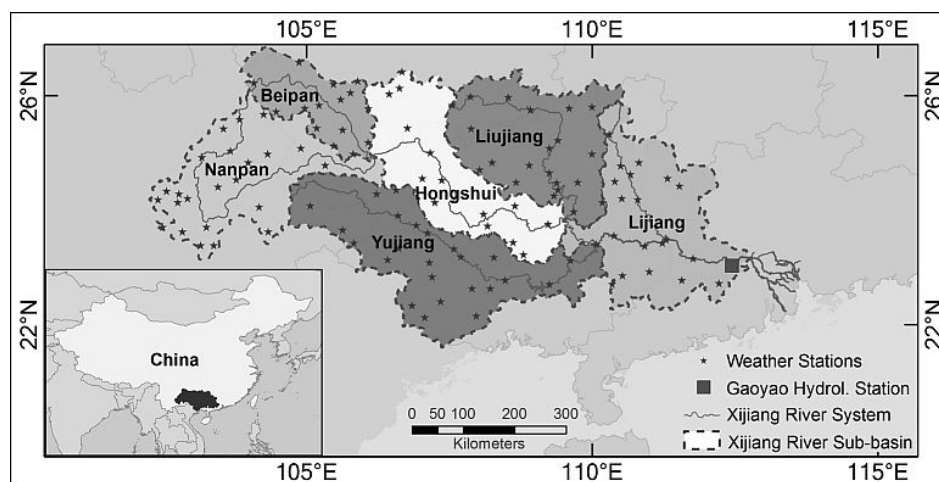 105°E 110°E 115°E
26°N 26°N
Beipan
Liujiang
Nanpan
Hongshui
Lijiang
Yujiang
22°N 22°N
China
Weather Stations
Gaoyao Hydrol. Station
Xijiang River System
Xijiang River Sub-basin
0 50 100 200 300
Kilometers
105°E 110°E 115°E